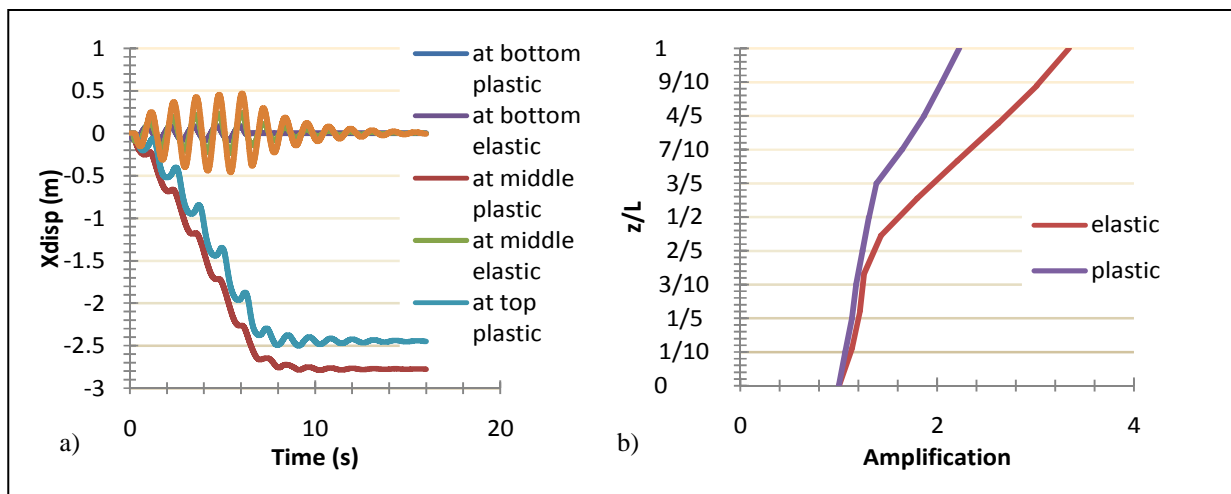 1
0.5
0
-0.5
-1
-1.5
-2
-2.5
-3
Xdisp (m)
0
10
20
Time (s)
a)
at bottom
plastic
at bottom
elastic
at middle
plastic
at middle
elastic
at top
plastic
1
9/10
4/5
7/10
3/5
1/2
2/5
3/10
1/5
1/10
0
z/L
0
2
4
Amplification
b)
elastic
plastic